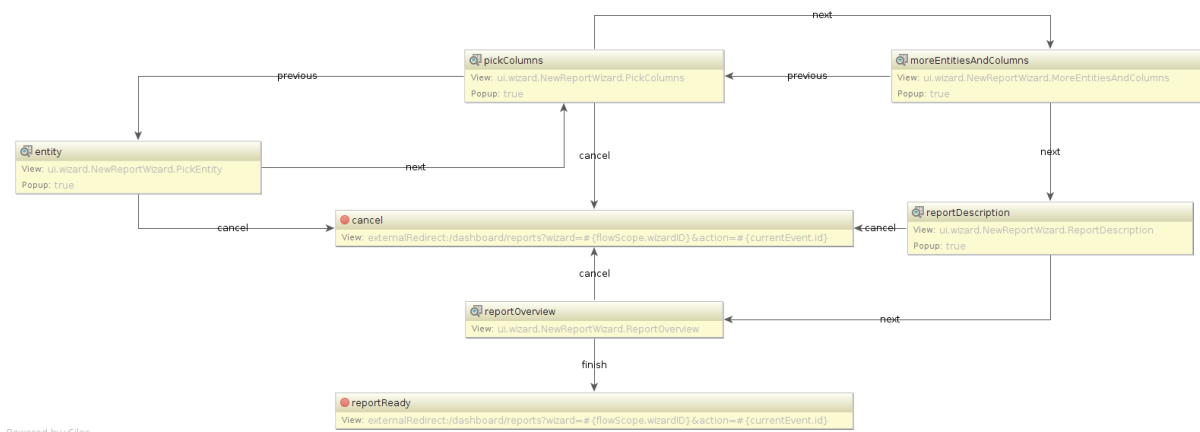 next
pickColumns
View: ui.wizard.NewReportWizard.PickColumns
Popup: true
moreEntitiesAndColumns
View: ui.wizard.NewReportWizard.MoreEntitiesAndColumns
Popup: true
previous
previous
entity
View: ui.wizard.NewReportWizard.PickEntity
Popup: true
next
cancel
next
cancel
View: externalRedirect:/dashboard/reports?wizard=#{flowScope.wizardID}&action=#{currentEvent.id}
cancel
cancel
reportDescription
View: ui.wizard.NewReportWizard.ReportDescription
Popup: true
cancel
reportOverview
View: ui.wizard.NewReportWizard.ReportOverview
next
finish
reportReady
View: externalRedirect:/dashboard/reports?wizard=#{flowScope.wizardID}&action=#{currentEvent.id}
Powered by